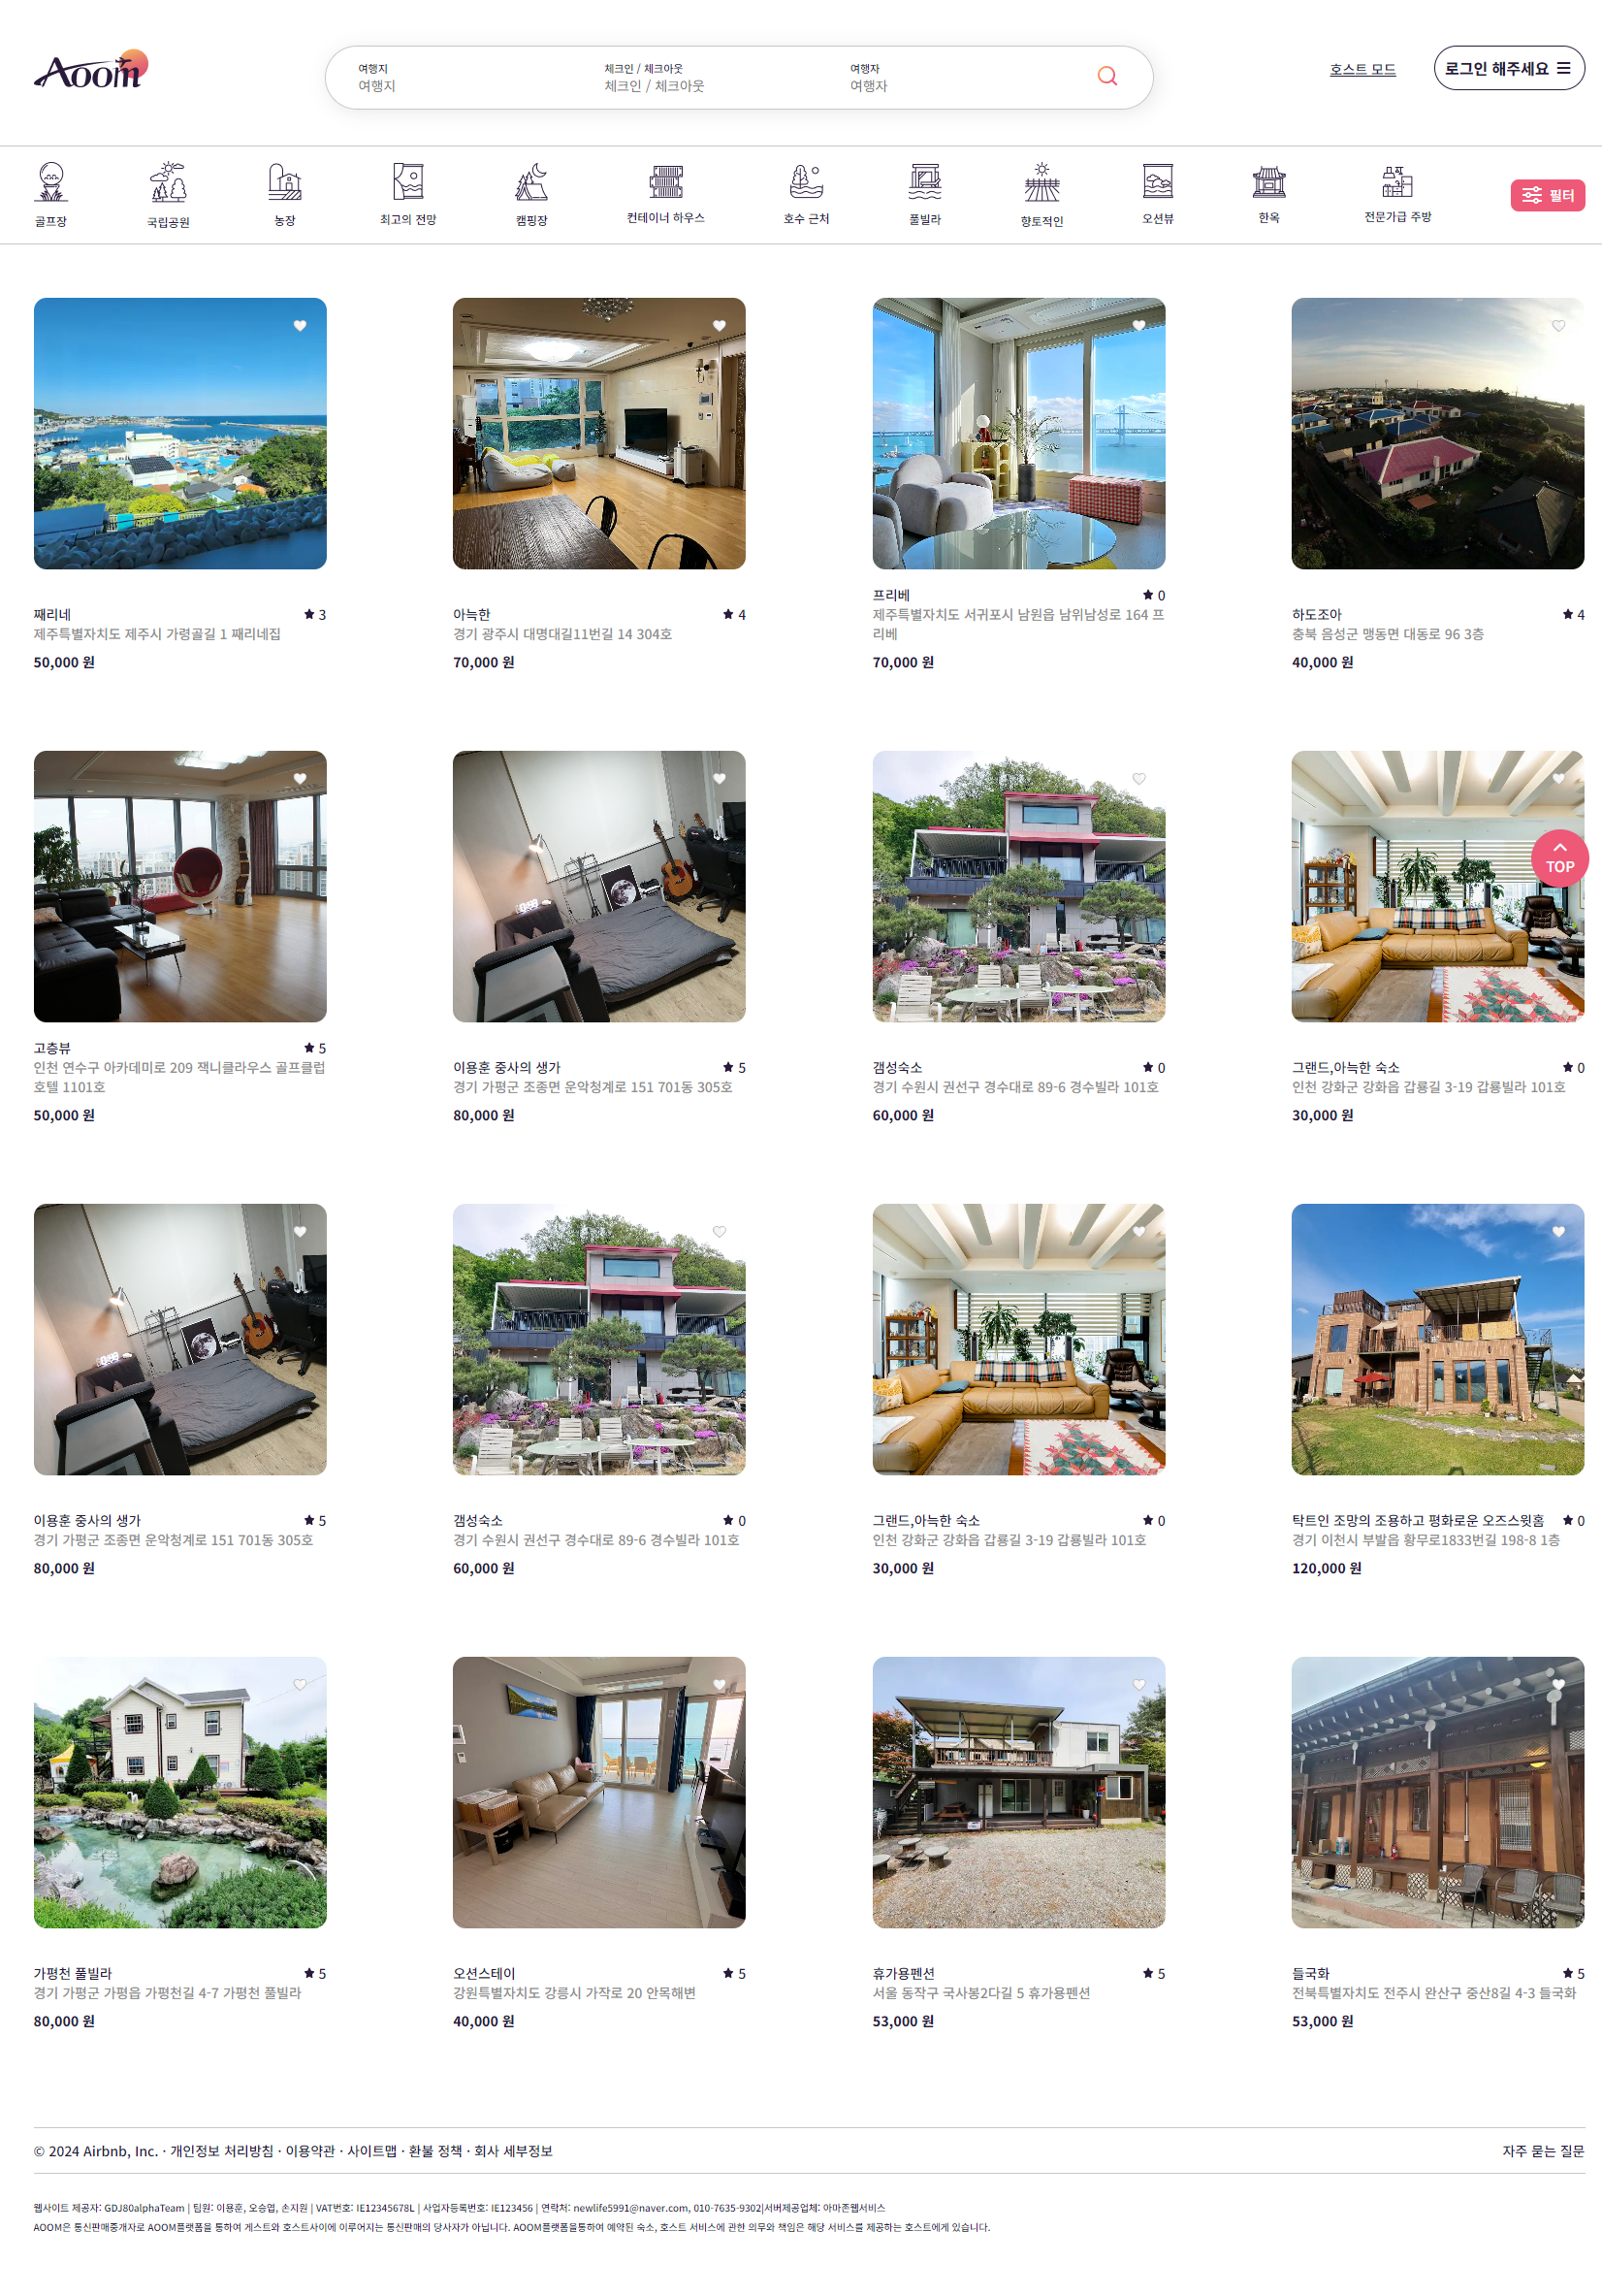 Aoom
여행지
여행지
체크인 / 체크아웃
체크인 / 체크아웃
여행자
여행자
호스트 모드
로그인 해주세요
골프장
국립공원
농장
최고의 전망
캠핑장
컨테이너 하우스
호수 근처
풀빌라
향토적인
오션뷰
한옥
전문가급 주방
필터
째리네 3
제주특별자치도 제주시 가령골길 1 째리네집
50,000 원
아늑한 4
경기 광주시 대명대길11번길 14 304호
70,000 원
프리베 0
제주특별자치도 서귀포시 남원읍 남위남성로 164 프
리베
70,000 원
하도조아 4
충북 음성군 맹동면 대동로 96 3층
40,000 원
TOP
고층뷰 5
인천 연수구 아카데미로 209 잭니클라우스 골프클럽
호텔 1101호
50,000 원
이용훈 중사의 생가 5
경기 가평군 조종면 운악청계로 151 701동 305호
80,000 원
갬성숙소 0
경기 수원시 권선구 경수대로 89-6 경수빌라 101호
60,000 원
그랜드,아늑한 숙소 0
인천 강화군 강화읍 갑룡길 3-19 갑룡빌라 101호
30,000 원
이용훈 중사의 생가 5
경기 가평군 조종면 운악청계로 151 701동 305호
80,000 원
갬성숙소 0
경기 수원시 권선구 경수대로 89-6 경수빌라 101호
60,000 원
그랜드,아늑한 숙소 0
인천 강화군 강화읍 갑룡길 3-19 갑룡빌라 101호
30,000 원
탁트인 조망의 조용하고 평화로운 오즈스윗홈 0
경기 이천시 부발읍 황무로1833번길 198-8 1층
120,000 원
가평천 풀빌라 5
경기 가평군 가평읍 가평천길 4-7 가평천 풀빌라
80,000 원
오션스테이 5
강원특별자치도 강릉시 가작로 20 안목해변
40,000 원
휴가용펜션 5
서울 동작구 국사봉2다길 5 휴가용펜션
53,000 원
들국화 5
전북특별자치도 전주시 완산구 중산8길 4-3 들국화
53,000 원
© 2024 Airbnb, Inc. · 개인정보 처리방침 · 이용약관 · 사이트맵 · 환불 정책 · 회사 세부정보
자주 묻는 질문
웹사이트 제공자: GDJ80alphaTeam | 팀원: 이용훈, 오승엽, 손지원 | VAT번호: IE12345678L | 사업자등록번호: IE123456 | 연락처: newlife5991@naver.com, 010-7635-9302|서버제공업체: 아마존웹서비스
AOOM은 통신판매중개자로 AOOM플랫폼을 통하여 게스트와 호스트사이에 이루어지는 통신판매의 당사자가 아닙니다. AOOM플랫폼을통하여 예약된 숙소, 호스트 서비스에 관한 의무와 책임은 해당 서비스를 제공하는 호스트에게 있습니다.